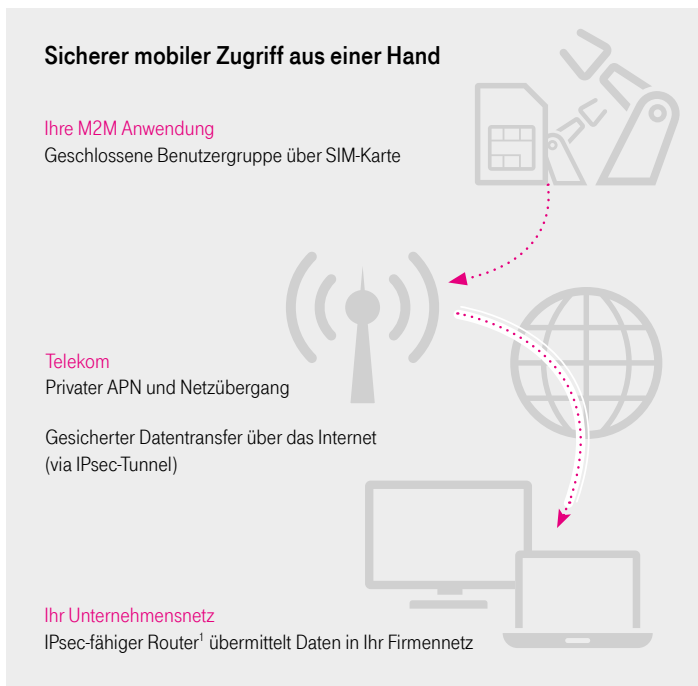 Sicherer mobiler Zugriff aus einer Hand
Ihre M2M Anwendung
Geschlossene Benutzergruppe über SIM-Karte
Telekom
Privater APN und Netzübergang
Gesicherter Datentransfer über das Internet
(via IPsec-Tunnel)
Ihr Unternehmensnetz
IPsec-fähiger Router¹ übermittelt Daten in Ihr Firmennetz